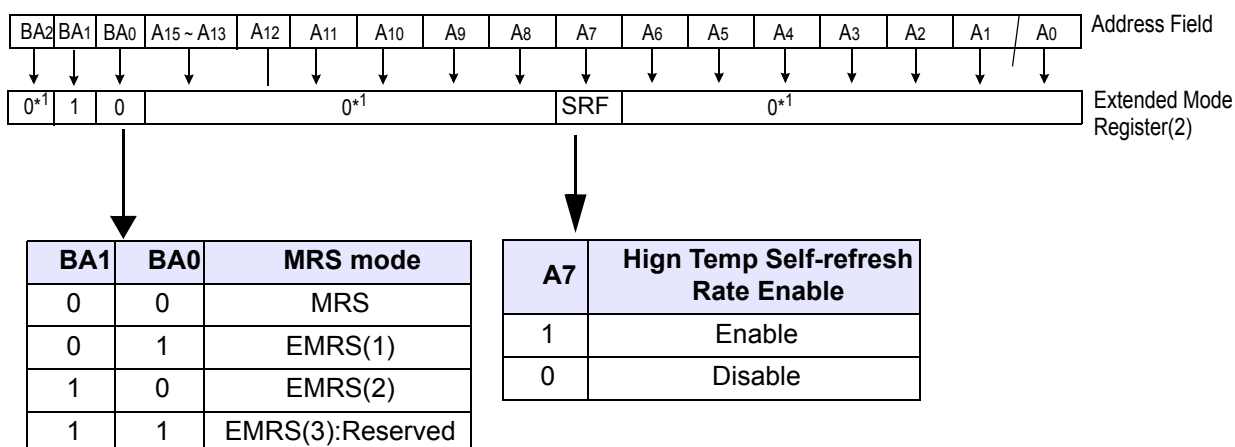 BA2 BA1 BA0 A15 ~ A13 A12 A11 A10 A9 A8 A7 A6 A5 A4 A3 A2 A1 A0 Address Field
0*1 1 0 0*1 SRF 0*1 Extended Mode
Register(2)
BA1 BA0 MRS mode
0 0 MRS
0 1 EMRS(1)
1 0 EMRS(2)
1 1 EMRS(3):Reserved
A7 Hign Temp Self-refresh
Rate Enable
1 Enable
0 Disable